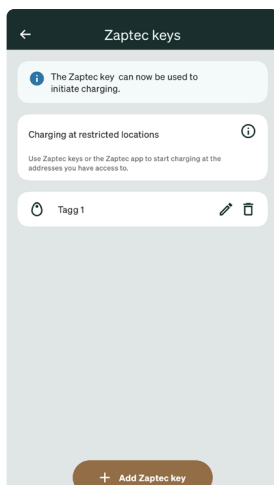 Zaptec keys
The Zaptec key can now be used to
initiate charging.
Charging at restricted locations
Use Zaptec keys or the Zaptec app to start charging at the
addresses you have access to.
Tagg 1
Add Zaptec key